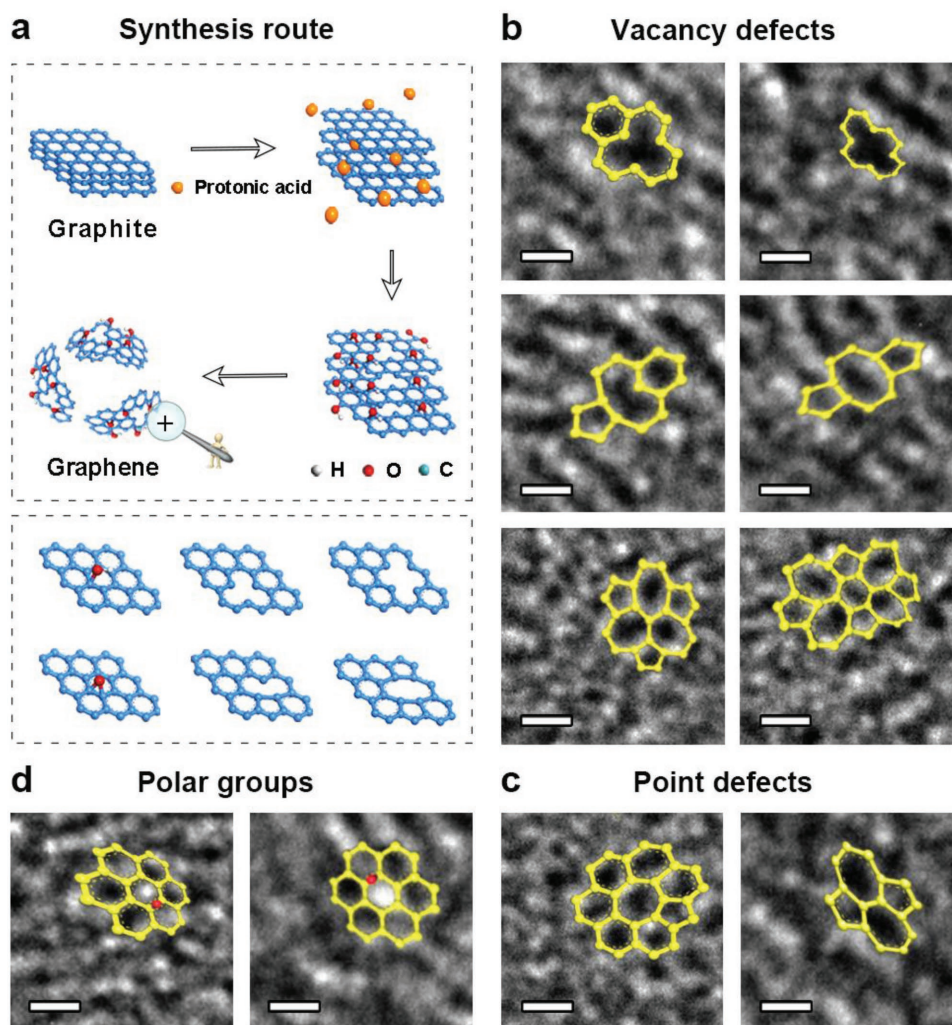 a Synthesis route
Protonic acid
Graphite
Graphene
H O C
b Vacancy defects
d Polar groups
c Point defects